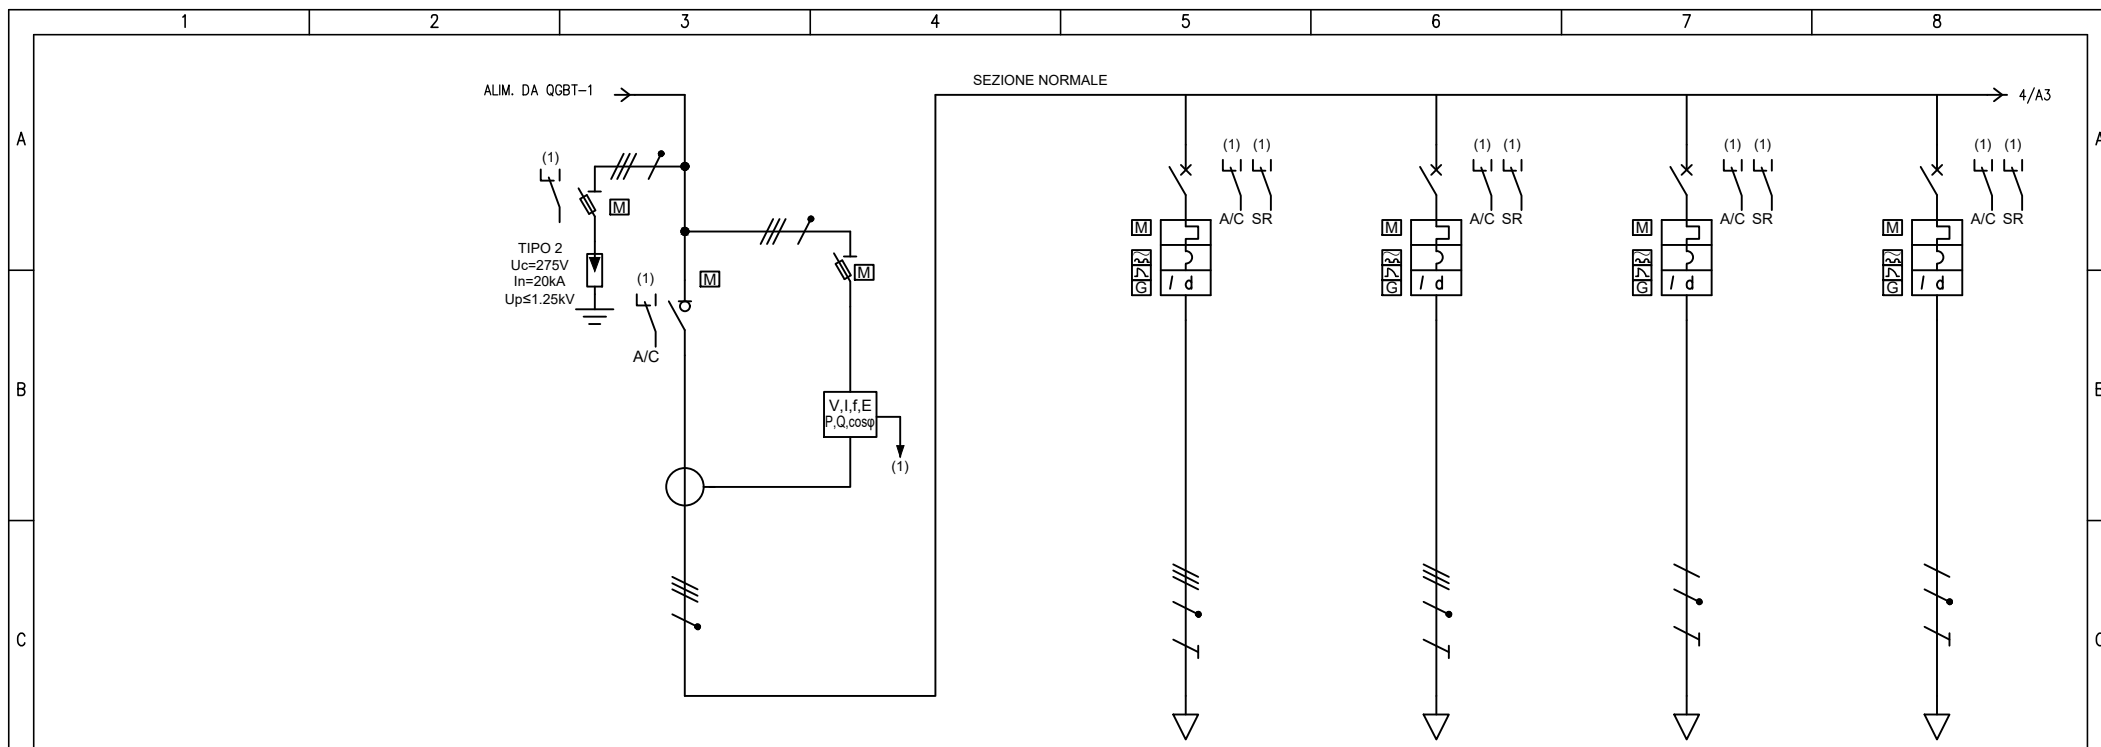 1 2 3 4 5 6 7 8
ALIM. DA QGBT-1
SEZIONE NORMALE
4/A3
A A
(1)
(1) (1)
(1) (1)
(1) (1)
(1) (1)
M
A/C SR
A/C SR
A/C SR
A/C SR
M
M
M
M
TIPO 2
Uc=275V
In=20kA
Up≤1.25kV
(1)
M
M
G
I d
G
I d
G
I d
G
I d
A/C
B
V,I,f,E
P,Q,cosφ
(1)
C